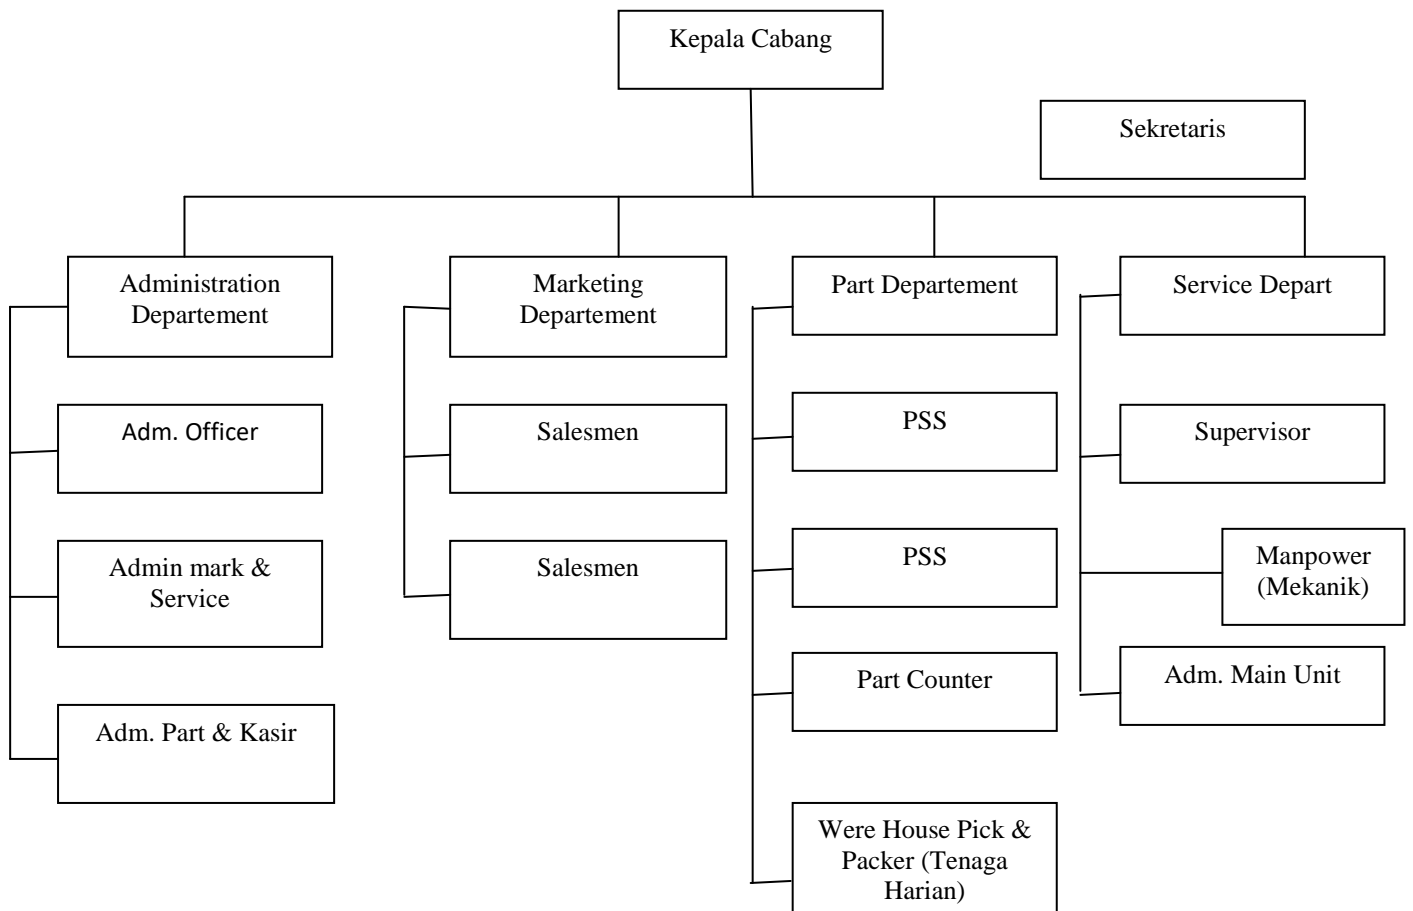 Kepala Cabang
Sekretaris
Administration
Departement
Marketing
Departement
Part Departement
Service Depart
Adm. Officer
Salesmen
PSS
Supervisor
Admin mark &
Service
Salesmen
PSS
Manpower
(Mekanik)
Part Counter
Adm. Main Unit
Adm. Part & Kasir
Were House Pick &
Packer (Tenaga
Harian)